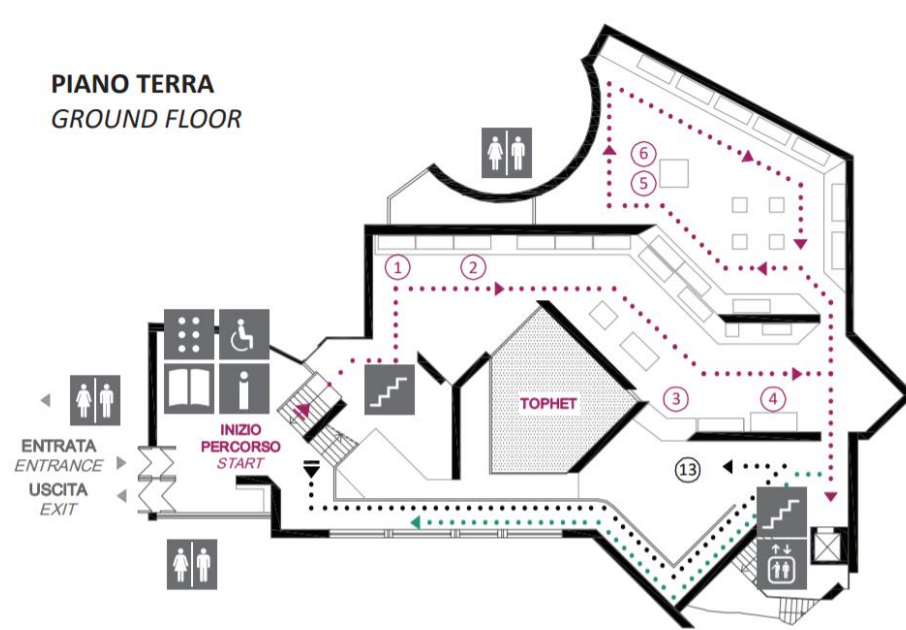 PIANO TERRA
GROUND FLOOR
6
5
1
2
INIZIO
PERCORSO
START
TOPHET
3
4
ENTRATA
ENTRANCE
USCITA
EXIT
13